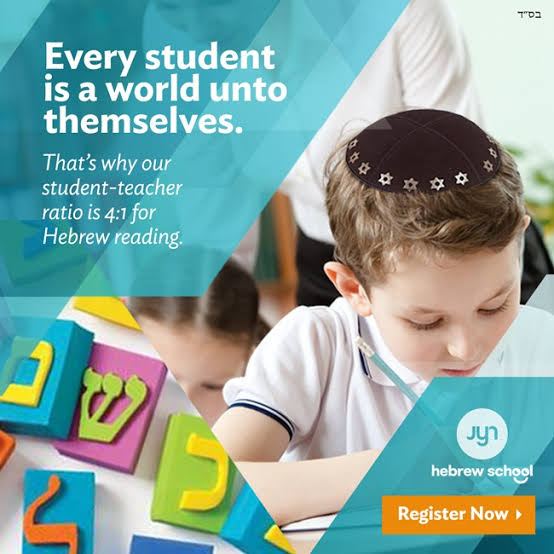 בס"ד
Every student
is a world unto
themselves.
That's why our
student-teacher
ratio is 4:1 for
Hebrew reading.
נ
ש
ל
כ
JYN
hebrew school
Register Now